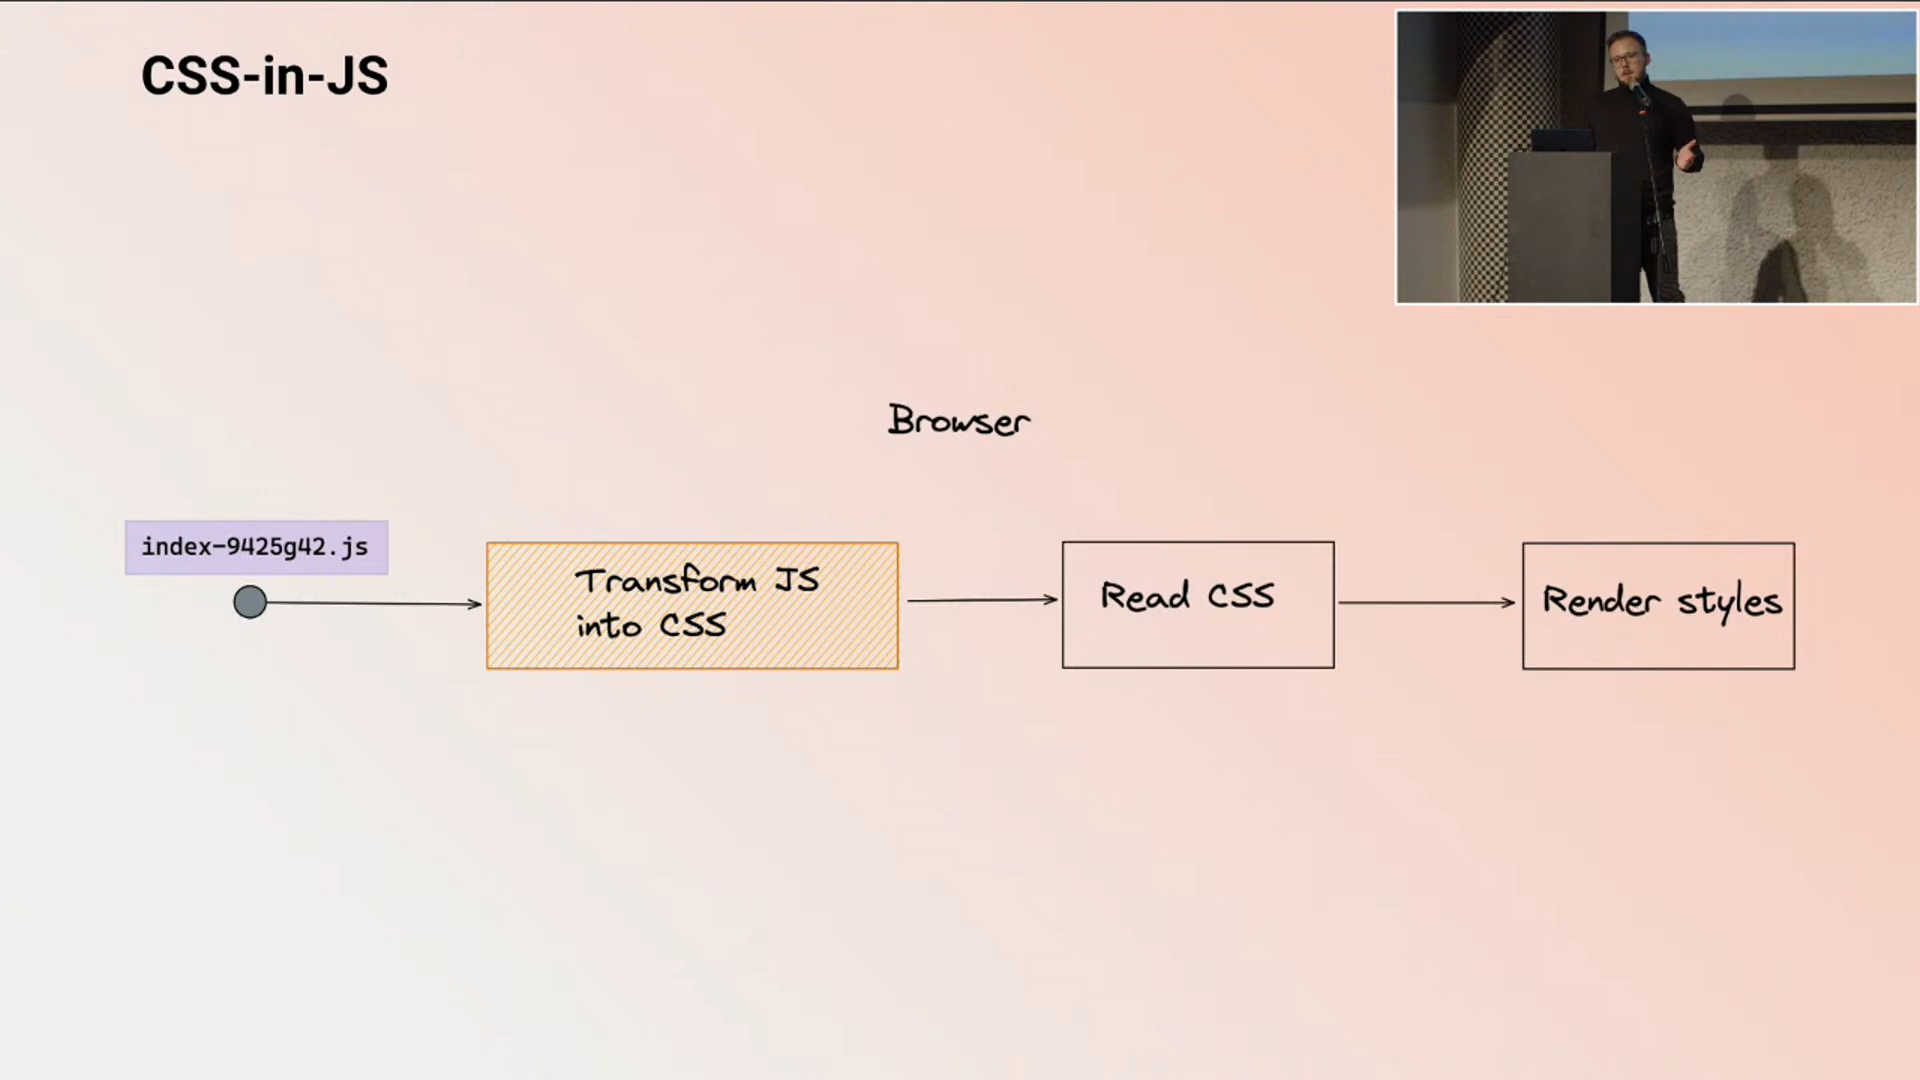 CSS-in-JS
Browser
index-9425g42.js
Transform JS
into CSS
Read CSS
Render styles